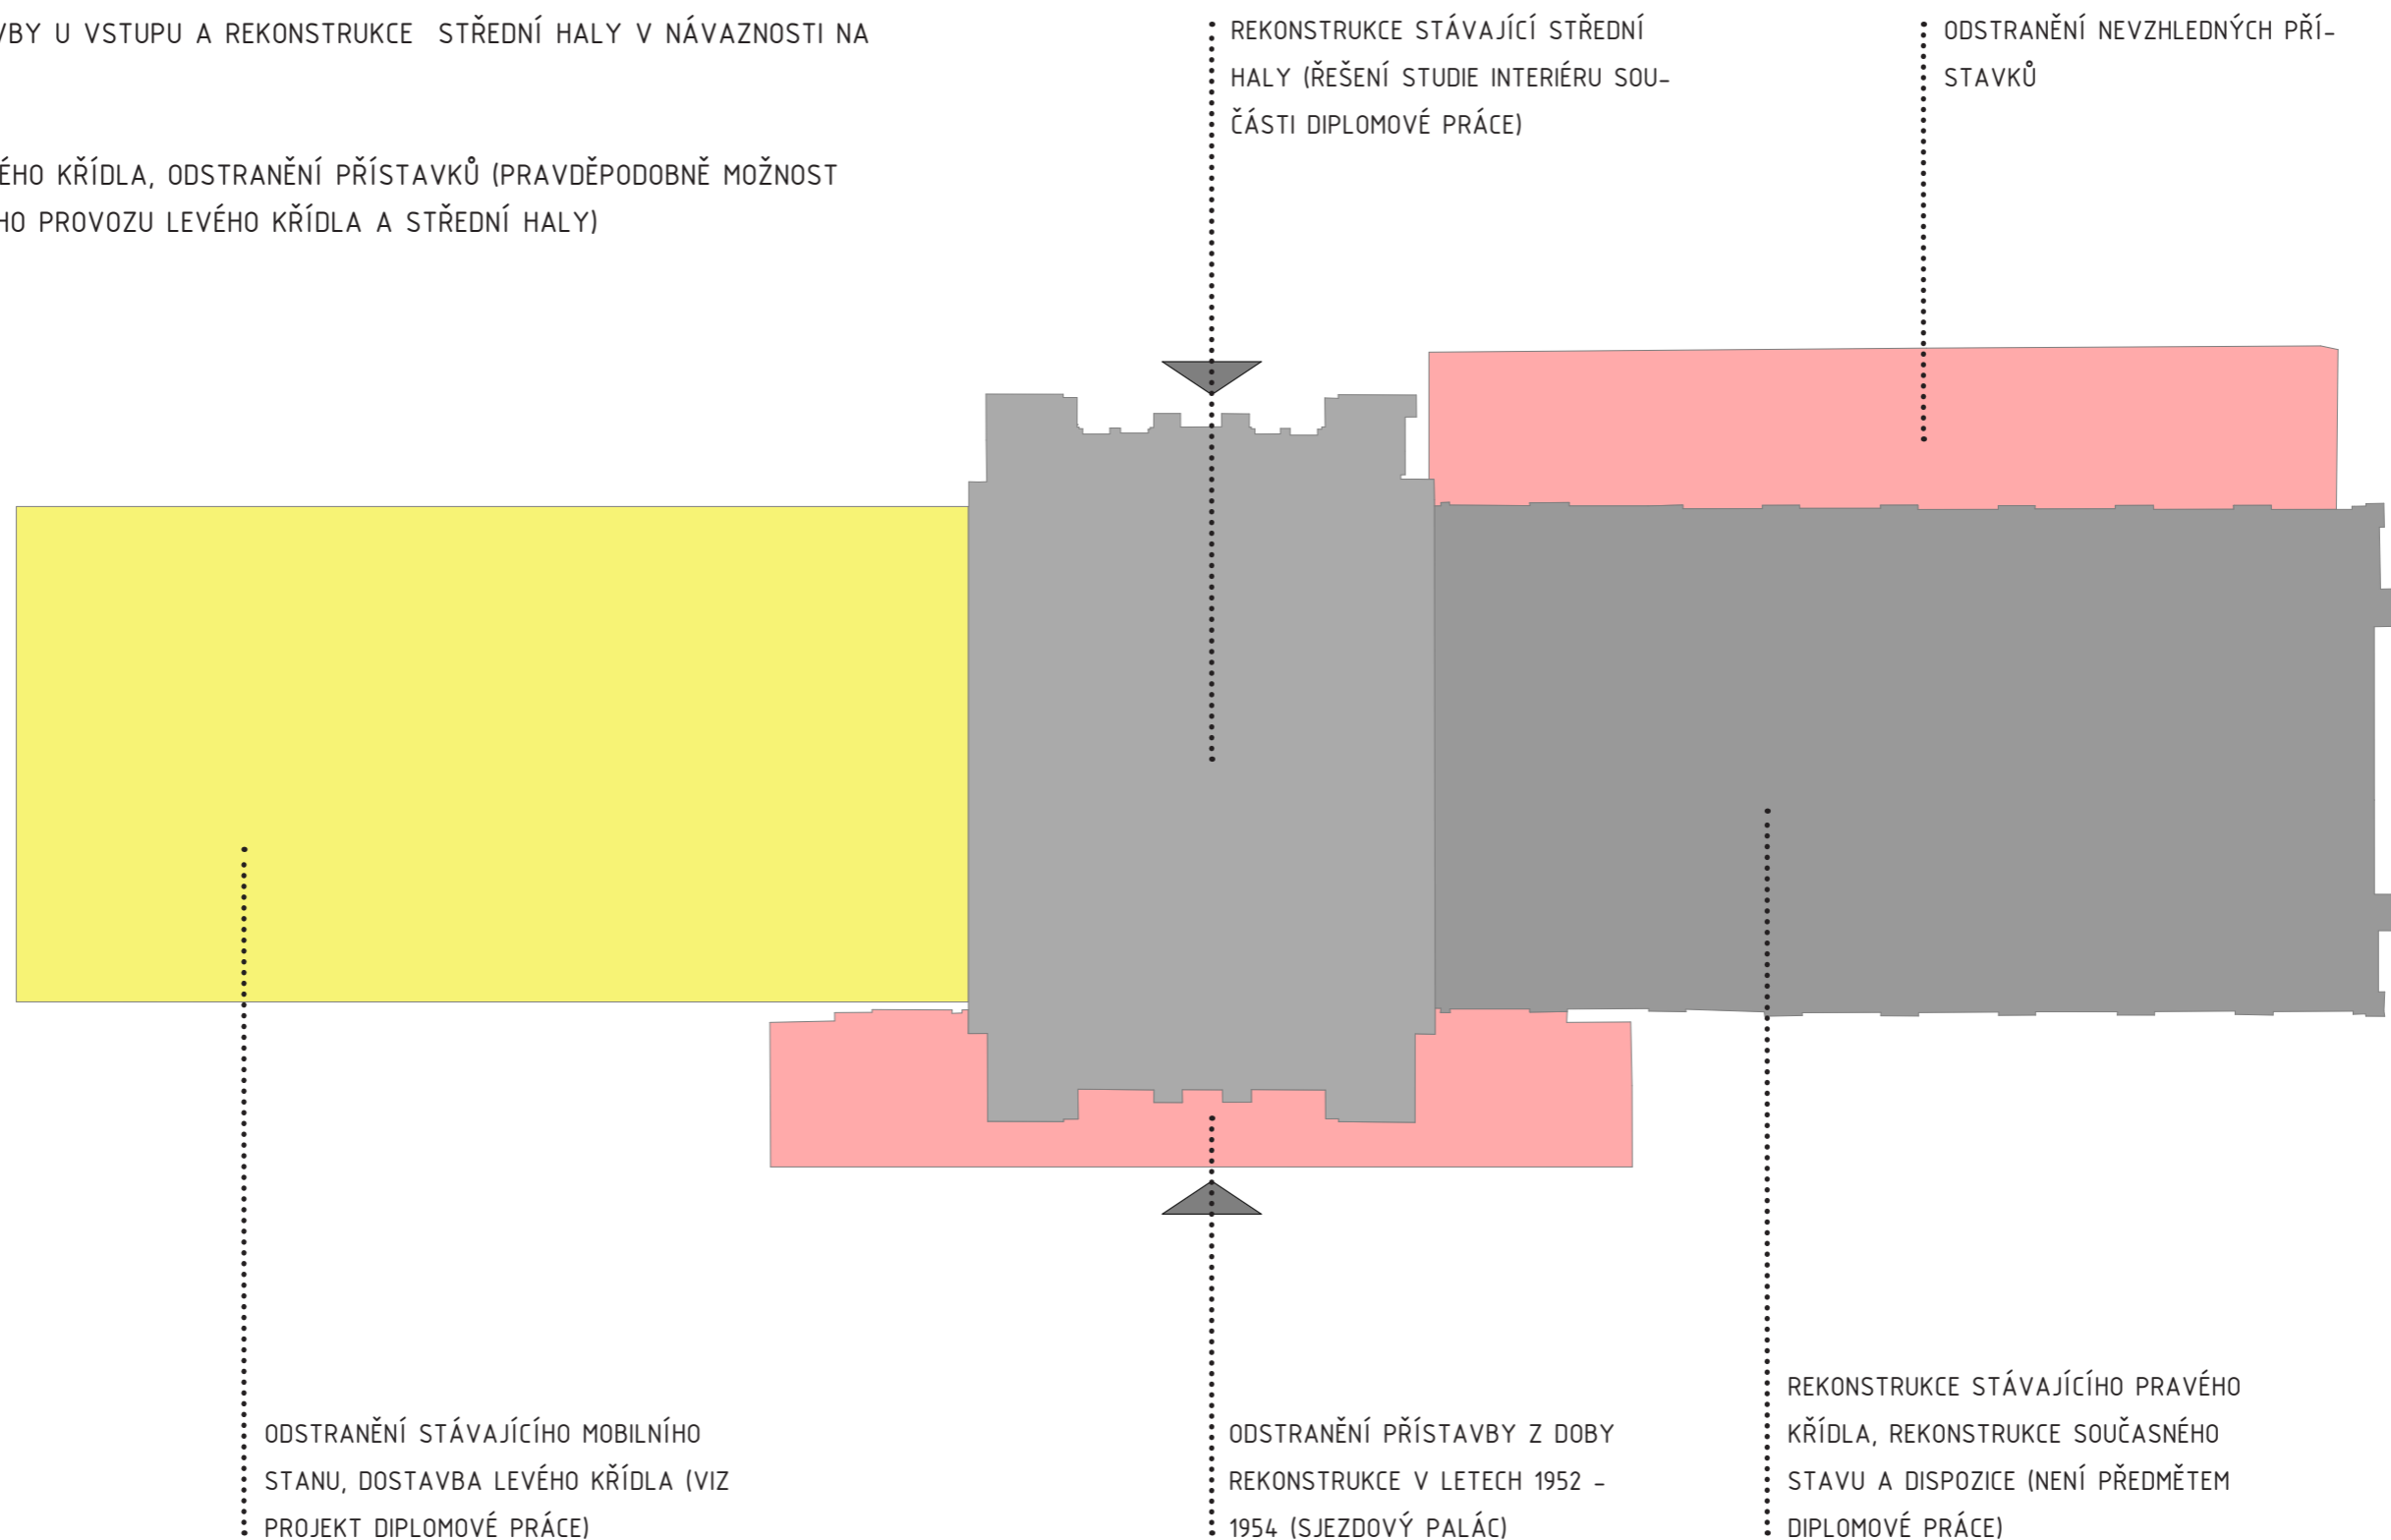 VBY U VSTUPU A REKONSTRUKCE STŘEDNÍ HALY V NÁVAZNOSTI NA
ÉHO KŘÍDLA, ODSTRANĚNÍ PŘÍSTAVKŮ (PRAVDĚPODOBNĚ MOŽNOST
HO PROVOZU LEVÉHO KŘÍDLA A STŘEDNÍ HALY)
REKONSTRUKCE STÁVAJÍCÍ STŘEDNÍ
HALY (ŘEŠENÍ STUDIE INTERIÉRU SOU-
ČÁSTI DIPLOMOVÉ PRÁCE)
ODSTRANĚNÍ NEVZHLEDNÝCH PŘÍ-
STAVKŮ
ODSTRANĚNÍ STÁVAJÍCÍHO MOBILNÍHO
STANU, DOSTAVBA LEVÉHO KŘÍDLA (VIZ
PROJEKT DIPLOMOVÉ PRÁCE)
ODSTRANĚNÍ PŘÍSTAVBY Z DOBY
REKONSTRUKCE V LETECH 1952 -
1954 (SJEZDOVÝ PALÁC)
REKONSTRUKCE STÁVAJÍCÍHO PRAVÉHO
KŘÍDLA, REKONSTRUKCE SOUČASNÉHO
STAVU A DISPOZICE (NENÍ PŘEDMĚTEM
DIPLOMOVÉ PRÁCE)